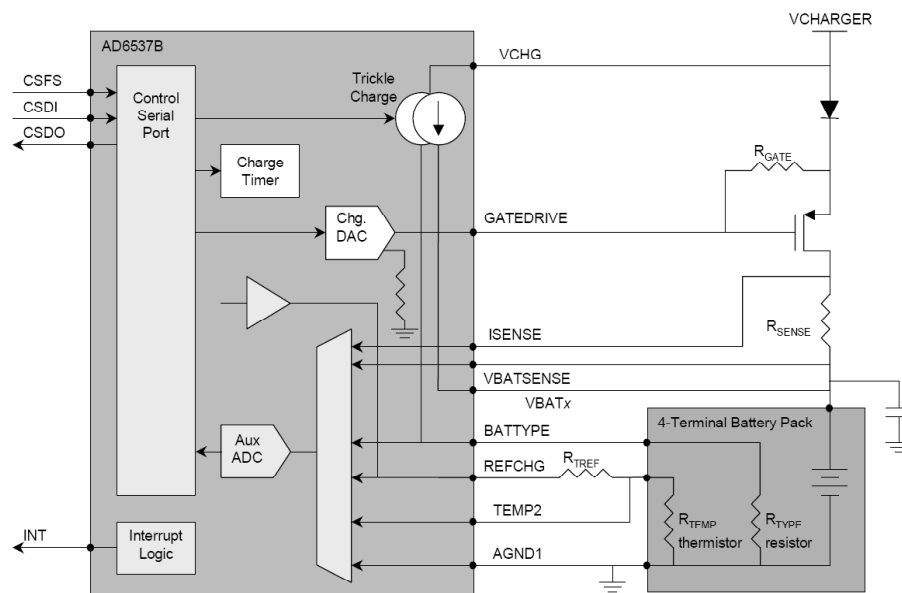 VCHARGER
AD6537B
VCHG
CSFS
CSDI
CSDO
Control
Serial
Port
Trickle
Charge
Charge
Timer
RGATE
Chg.
DAC
GATEDRIVE
ISENSE
RSENSE
VBATSENSE
VBATx
4-Terminal Battery Pack
BATTYPE
Aux
ADC
REFCHG
RTREF
TEMP2
RTEMP
thermistor
RTYPE
resistor
INT
Interrupt
Logic
AGND1